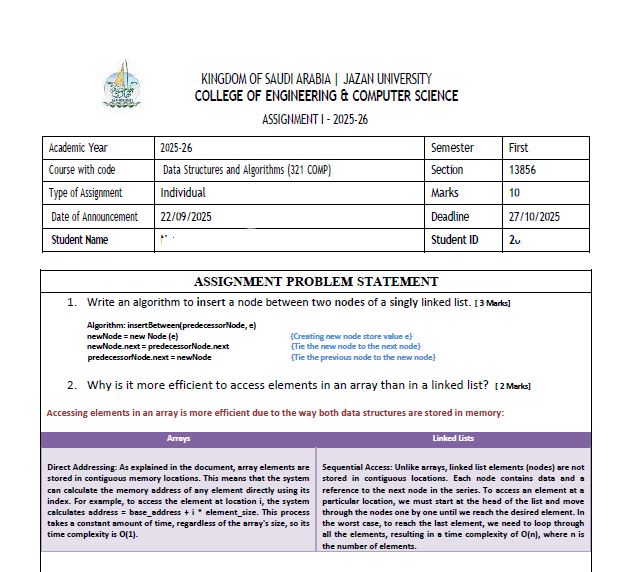 KINGDOM OF SAUDI ARABIA | JAZAN UNIVERSITY
COLLEGE OF ENGINEERING & COMPUTER SCIENCE
ASSIGNMENT I - 2025-26
Academic Year 2025-26 Semester First
Course with code Data Structures and Algorithms (321 COMP) Section 13856
Type of Assignment Individual Marks 10
Date of Announcement 22/09/2025 Deadline 27/10/2025
Student Name Student ID
ASSIGNMENT PROBLEM STATEMENT
1. Write an algorithm to insert a node between two nodes of a singly linked list. [ 3 Marks]
Algorithm: insertBetween(predecessorNode, e)
newNode = new Node (e) {Creating new node store value e}
newNode.next = predecessorNode.next {Tie the new node to the next node}
predecessorNode.next = newNode {Tie the previous node to the new node}
2. Why is it more efficient to access elements in an array than in a linked list? [ 2 Marks]
Accessing elements in an array is more efficient due to the way both data structures are stored in memory:
Arrays Linked Lists
Direct Addressing: As explained in the document, array elements are
stored in contiguous memory locations. This means that the
system can calculate the memory address of any element directly using its
index. For example, to access the element at location i, the system
calculates address = base_address + i * element_size. This process
takes a constant amount of time, regardless of the array's size, so its
time complexity is O(1).
Sequential Access: Unlike arrays, linked list elements (nodes) are not
stored in contiguous locations. Each node contains data and a
reference to the next node in the series. To access an element at a
particular location, we must start at the head of the list and move
through the nodes one by one until we reach the desired element. In
the worst case, to reach the last element, we need to loop through
all the elements, resulting in a time complexity of O(n), where n is
the number of elements.